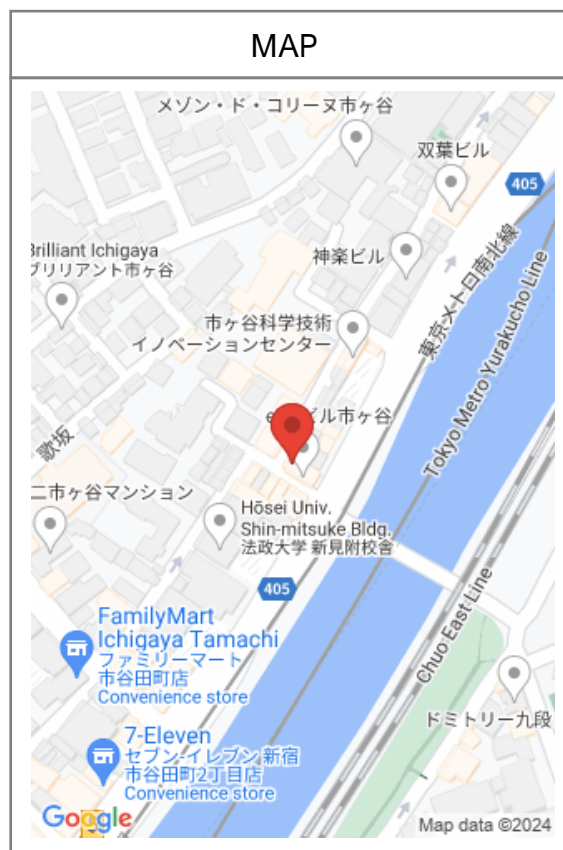 MAP
メゾン・ド・コリーヌ市ヶ谷
双葉ビル
405
神楽ビル
Brilliant Ichigaya
ブリリアント市ヶ谷
東京メトロ南北線
Tokyo Metro Yurakucho Line
市ヶ谷科学技術
イノベーションセンター
ビル市ヶ谷
歌坂
二市ヶ谷マンション
Hōsei Univ.
Shin-mitsuke Bldg.
法政大学 新見附校舎
405
Chuo East Line
FamilyMart
Ichigaya Tamachi
ファミリーマート
市谷田町店
Convenience store
ドミトリー九段
7-Eleven
セブン-イレブン 新宿
市谷田町2丁目店
Convenience store
Google
Map data ©2024